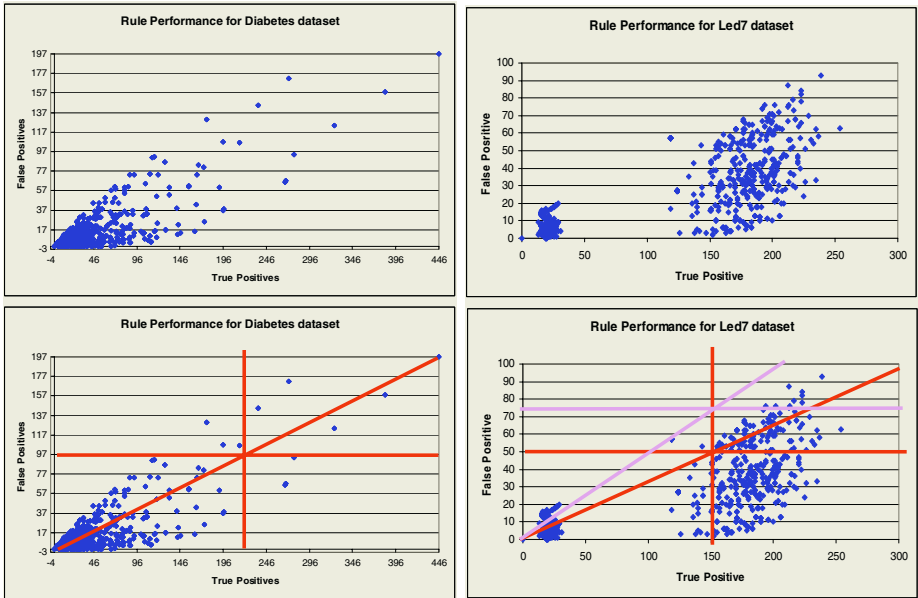 Rule Performance for Diabetes dataset
False Positives
197
177
157
137
117
97
77
57
37
17
-3
-4 46 96 146 196 246 296 346 396 446
True Positives
Rule Performance for Led7 dataset
False Posritive
100
90
80
70
60
50
40
30
20
10
0
0 50 100 150 200 250 300
True Positive
Rule Performance for Diabetes dataset
False Positives
197
177
157
137
117
97
77
57
37
17
-3
-4 46 96 146 196 246 296 346 396 446
True Positives
Rule Performance for Led7 dataset
False Posritive
100
90
80
70
60
50
40
30
20
10
0
0 50 100 150 200 250 300
True Positive